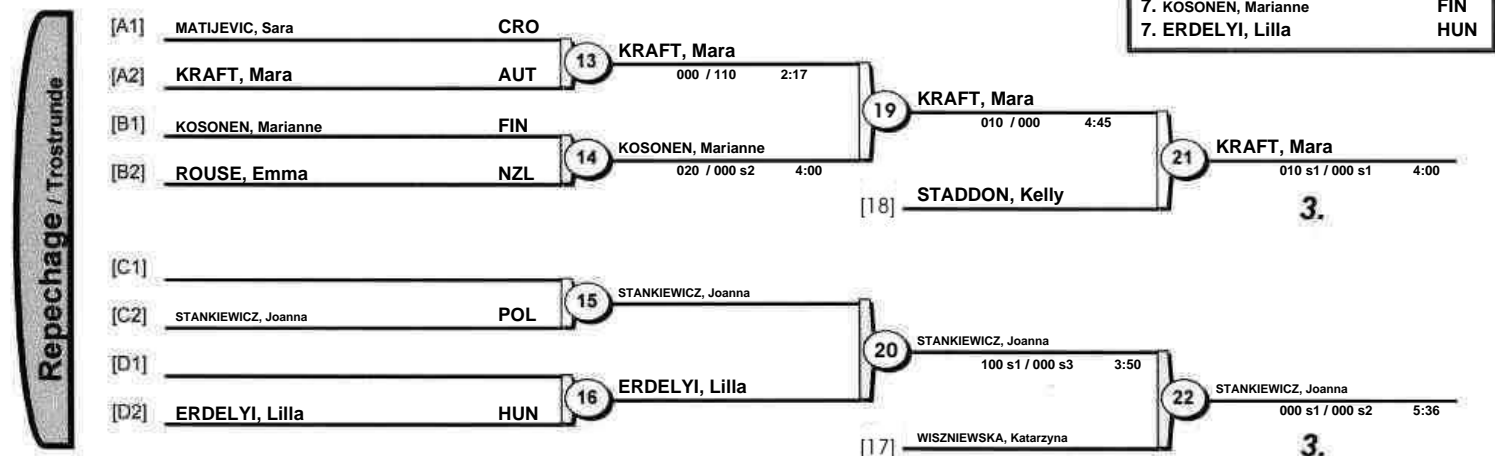 7. KOSONEN, Marianne FIN
7. ERDELYI, Lilla HUN
Repechage / Trostrunde
[A1] MATIJEVIC, Sara CRO
13 KRAFT, Mara
000 / 110 2:17
[A2] KRAFT, Mara AUT
19 KRAFT, Mara
010 / 000 4:45
[B1] KOSONEN, Marianne FIN
14 KOSONEN, Marianne
020 / 000 s2 4:00
[B2] ROUSE, Emma NZL
21 KRAFT, Mara
010 s1 / 000 s1 4:00
[18] STADDON, Kelly
3.
[C1]
15 STANKIEWICZ, Joanna
[C2] STANKIEWICZ, Joanna POL
20 STANKIEWICZ, Joanna
100 s1 / 000 s3 3:50
[D1]
16 ERDELYI, Lilla
[D2] ERDELYI, Lilla HUN
22 STANKIEWICZ, Joanna
000 s1 / 000 s2 5:36
[17] WISZNIEWSKA, Katarzyna
3.